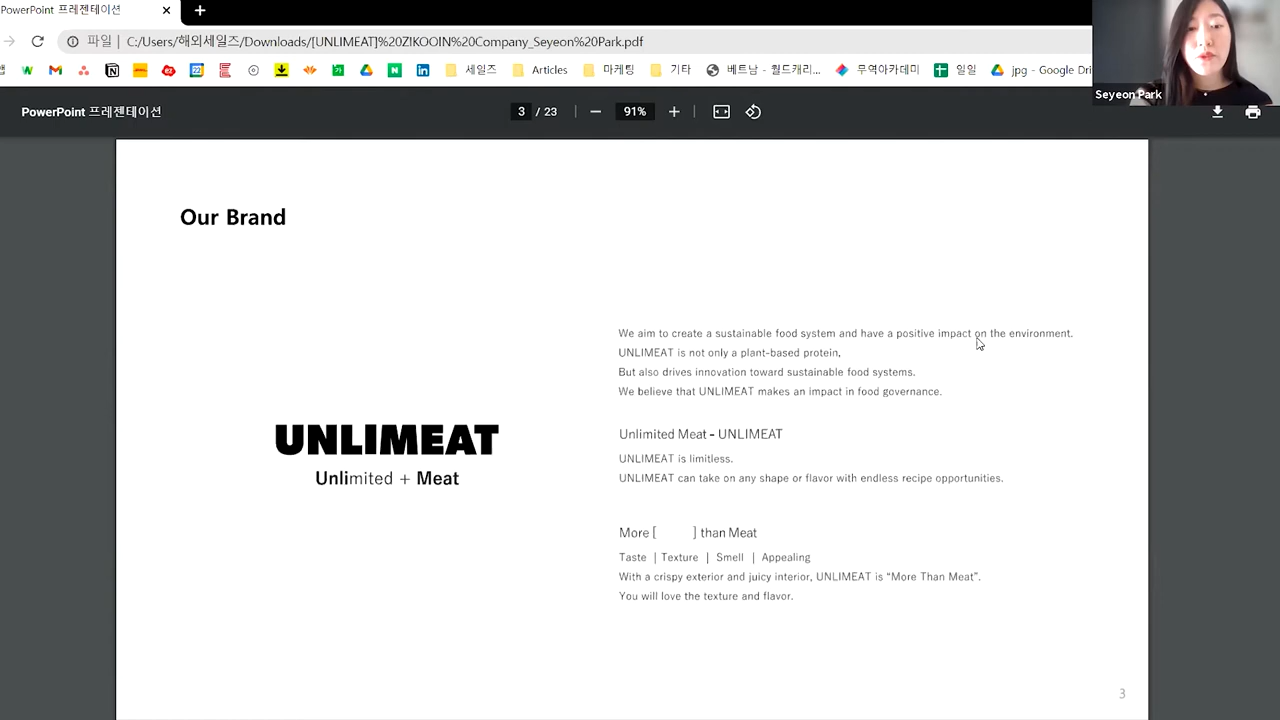 PowerPoint 프레젠테이션
파일 | C:/Users/해외세일즈/Downloads/[UNLIMEAT]%20ZIKOOIN%20Company_Seyeon%20Park.pdf
세일즈
Articles
마케팅
기타
베트남 - 월드캐리...
무역아카데미
일일
jpg - Google Dri
Seyeon Park
PowerPoint 프레젠테이션
3 / 23
91%
Our Brand
We aim to create a sustainable food system and have a positive impact on the environment.
UNLIMEAT is not only a plant-based protein,
But also drives innovation toward sustainable food systems.
We believe that UNLIMEAT makes an impact in food governance.
UNLIMEAT
Unlimited + Meat
Unlimited Meat - UNLIMEAT
UNLIMEAT is limitless.
UNLIMEAT can take on any shape or flavor with endless recipe opportunities.
More [ ] than Meat
Taste | Texture | Smell | Appealing
With a crispy exterior and juicy interior, UNLIMEAT is “More Than Meat”.
You will love the texture and flavor.
3